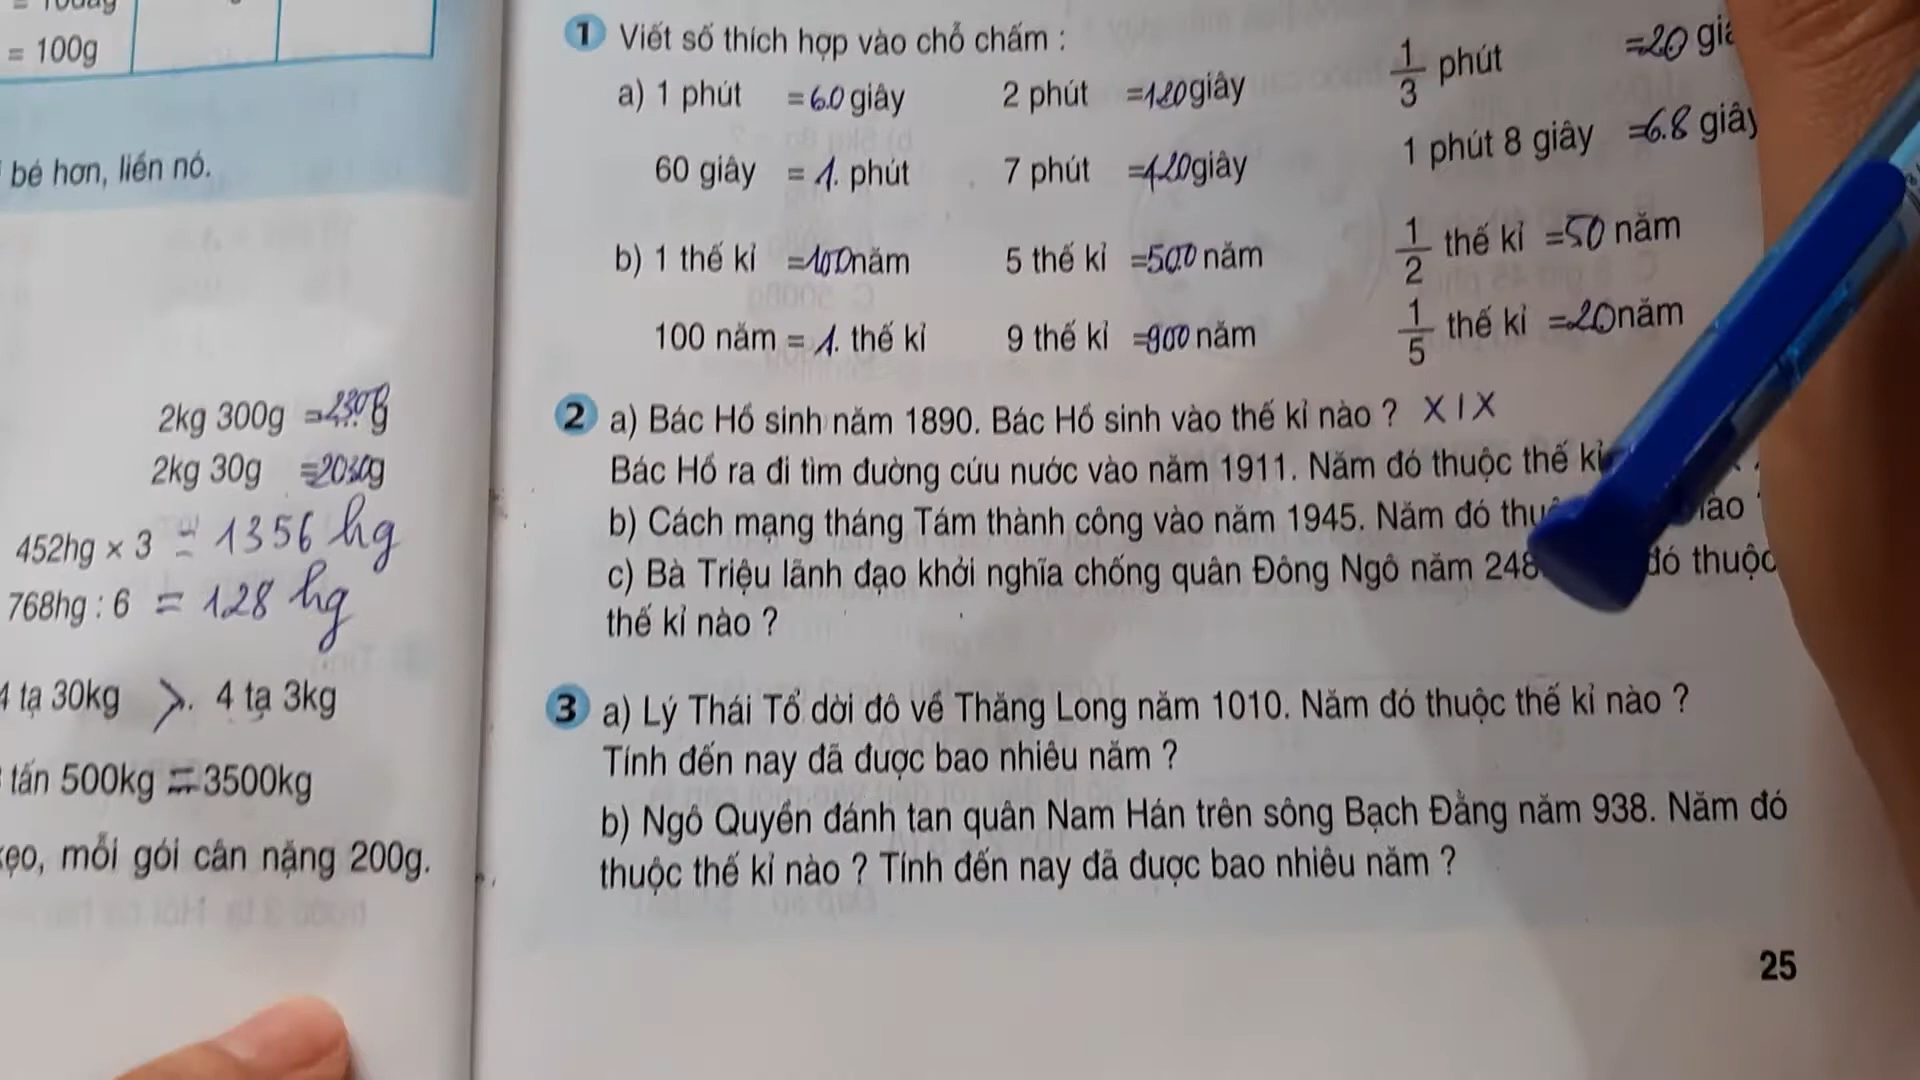 = 100g
bé hơn, liền nó.
2kg 300g =2300g
2kg 30g =2030g
452hg × 3 = 1356 hg
768hg : 6 = 128 hg
4 tạ 30kg >. 4 tạ 3kg
tấn 500kg = 3500kg
kẹo, mỗi gói cân nặng 200g.
1 Viết số thích hợp vào chỗ chấm :
a) 1 phút = 60 giây 2 phút =120 giây 1/3 phút =20 giâ
60 giây = 1. phút 7 phút =420 giây 1 phút 8 giây =68 giây
b) 1 thế kỉ =100 năm 5 thế kỉ =500 năm 1/2 thế kỉ =50 năm
100 năm = 1. thế kỉ 9 thế kỉ =900 năm 1/5 thế kỉ =20 năm
2 a) Bác Hồ sinh năm 1890. Bác Hồ sinh vào thế kỉ nào ? XIX
Bác Hồ ra đi tìm đường cứu nước vào năm 1911. Năm đó thuộc thế kỉ
b) Cách mạng tháng Tám thành công vào năm 1945. Năm đó nào
c) Bà Triệu lãnh đạo khởi nghĩa chống quân Đông Ngô năm 248. đó thuộc
thế kỉ nào ?
3 a) Lý Thái Tổ dời đô về Thăng Long năm 1010. Năm đó thuộc thế kỉ nào ?
Tính đến nay đã được bao nhiêu năm ?
b) Ngô Quyền đánh tan quân Nam Hán trên sông Bạch Đằng năm 938. Năm đó
thuộc thế kỉ nào ? Tính đến nay đã được bao nhiêu năm ?
25